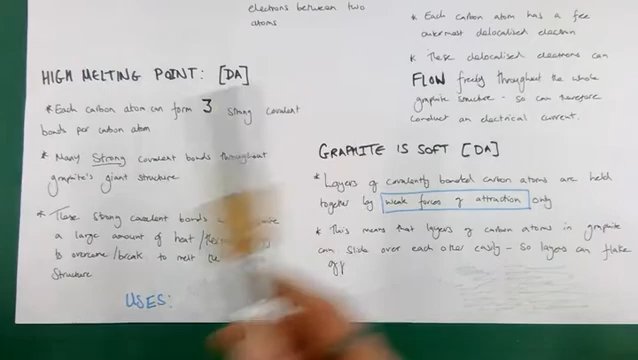 electrons between two
atoms
HIGH MELTING POINT: [DA]
* Each carbon atom can form 3 strong covalent
bonds per carbon atom
* Many Strong covalent bonds throughout
graphite's giant structure
* These strong covalent bonds
a large amount of heat /
to overcome/break to melt
structure
USES:
* Each carbon atom has a free
outermost delocalised electron
* These delocalised electrons can
FLOW freely throughout the whole
graphite structure - so can therefore
conduct an electrical current.
GRAPHITE IS SOFT [DA]
* Layers of covalently bonded carbon atoms are held
together by weak forces of attraction only
* This means that layers of carbon atoms in graphite
can slide over each other easily - so layers can flake
off